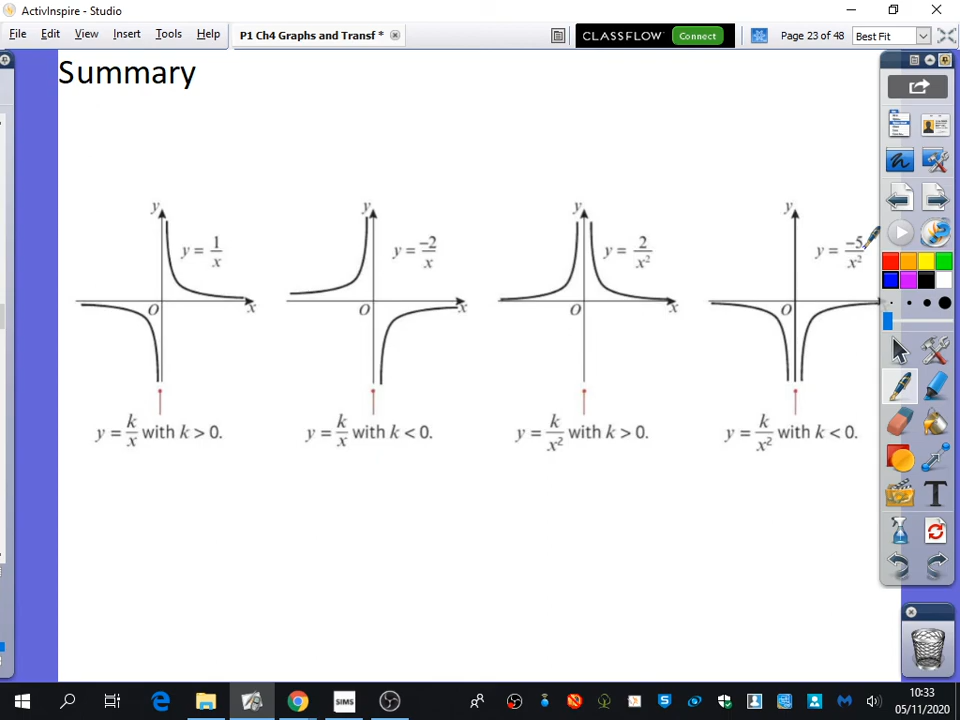 ActivInspire - Studio
File Edit View Insert Tools Help P1 Ch4 Graphs and Transf * CLASSFLOW Connect Page 23 of 48 Best Fit
Summary
y y y y
y = 1/x y = -2/x y = 2/x² y = -5/x²
O x O x O x O
y = k/x with k > 0. y = k/x with k < 0. y = k/x² with k > 0. y = k/x² with k < 0.
T
SIMS
10:33
05/11/2020